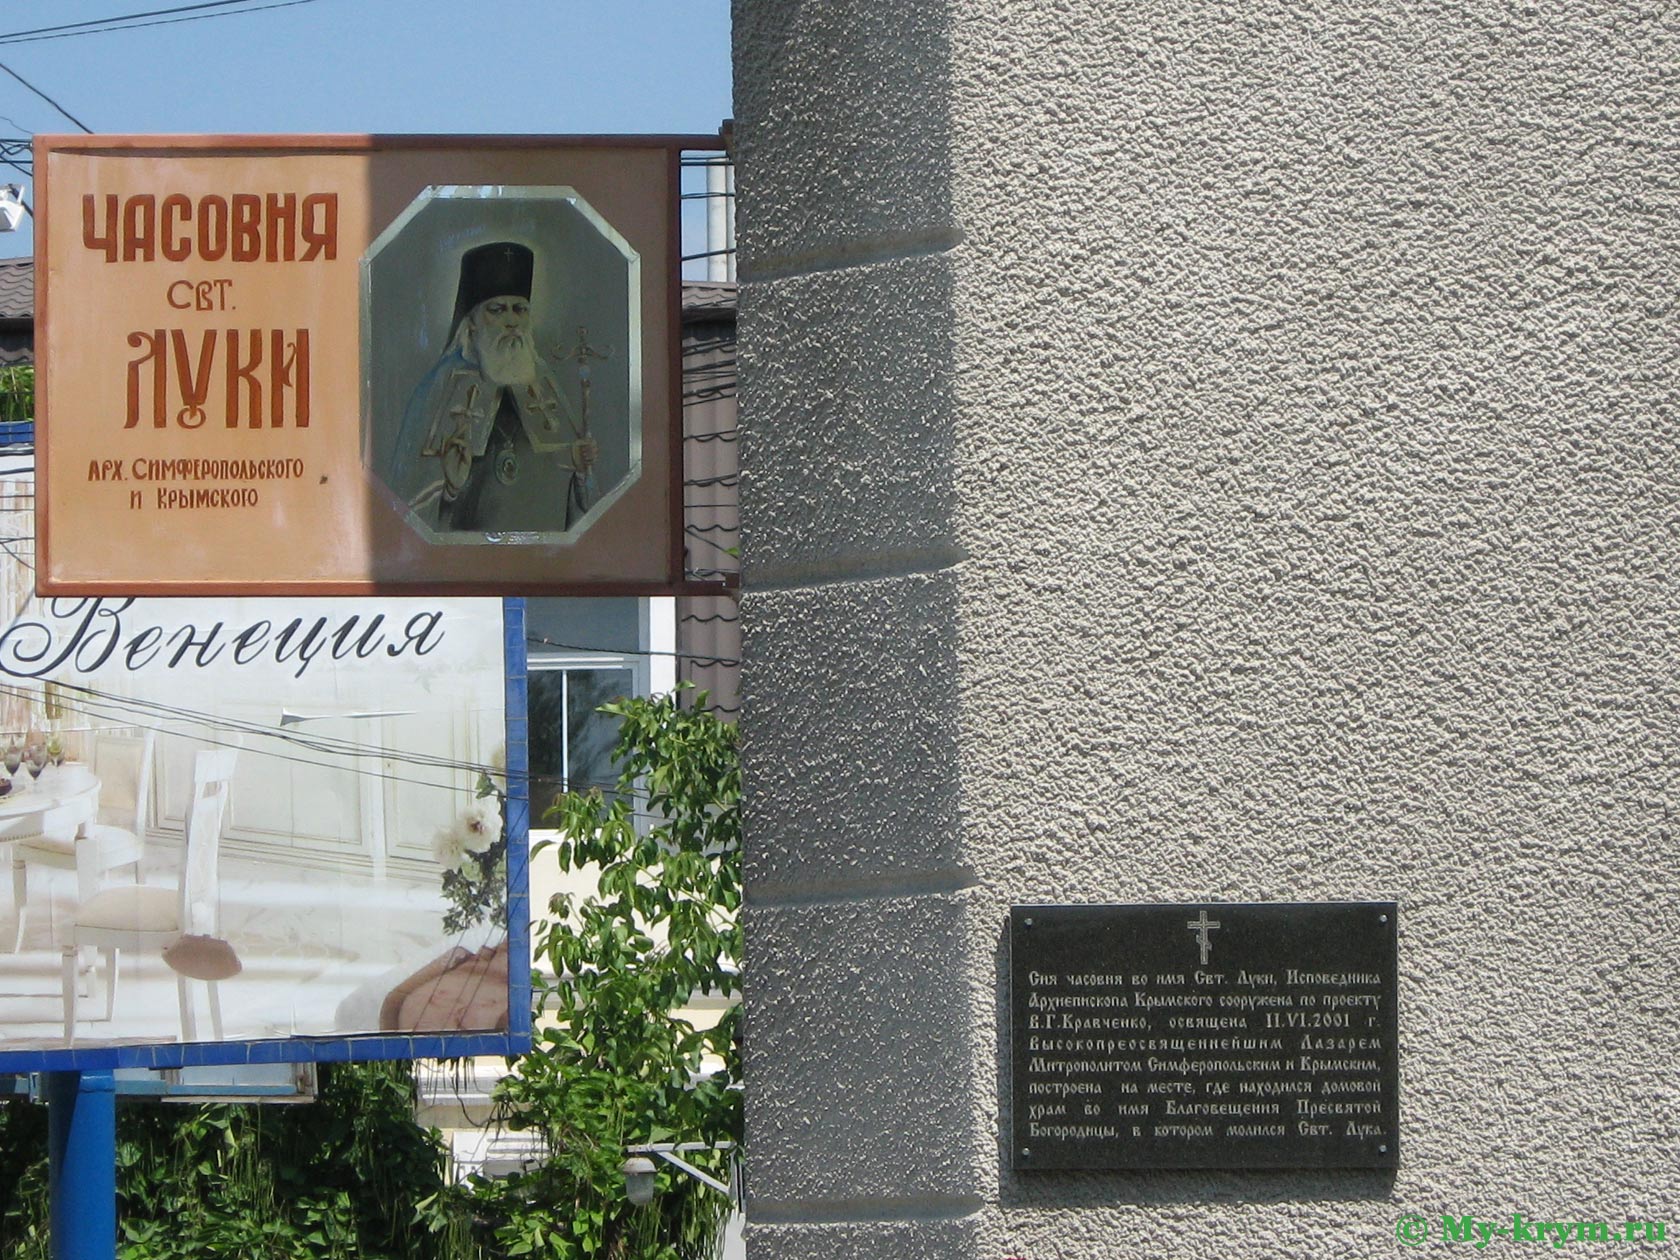 ЧАСОВНЯ
СВТ.
ЛУКИ
АРХ. СИМФЕРОПОЛЬСКОГО
И КРЫМСКОГО
Венеция
Сия часовня во имя Свт. Луки, Исповедника
Архиепископа Крымского сооружена по проекту
В.Г.Кравченко, освящена 11.VI.2001 г.
Высокопреосвященнейшим Лазарем
Митрополитом Симферопольским и Крымским,
построена на месте, где находился домовой
храм во имя Благовещения Пресвятой
Богородицы, в котором молился Свт. Лука.
© My-krym.ru